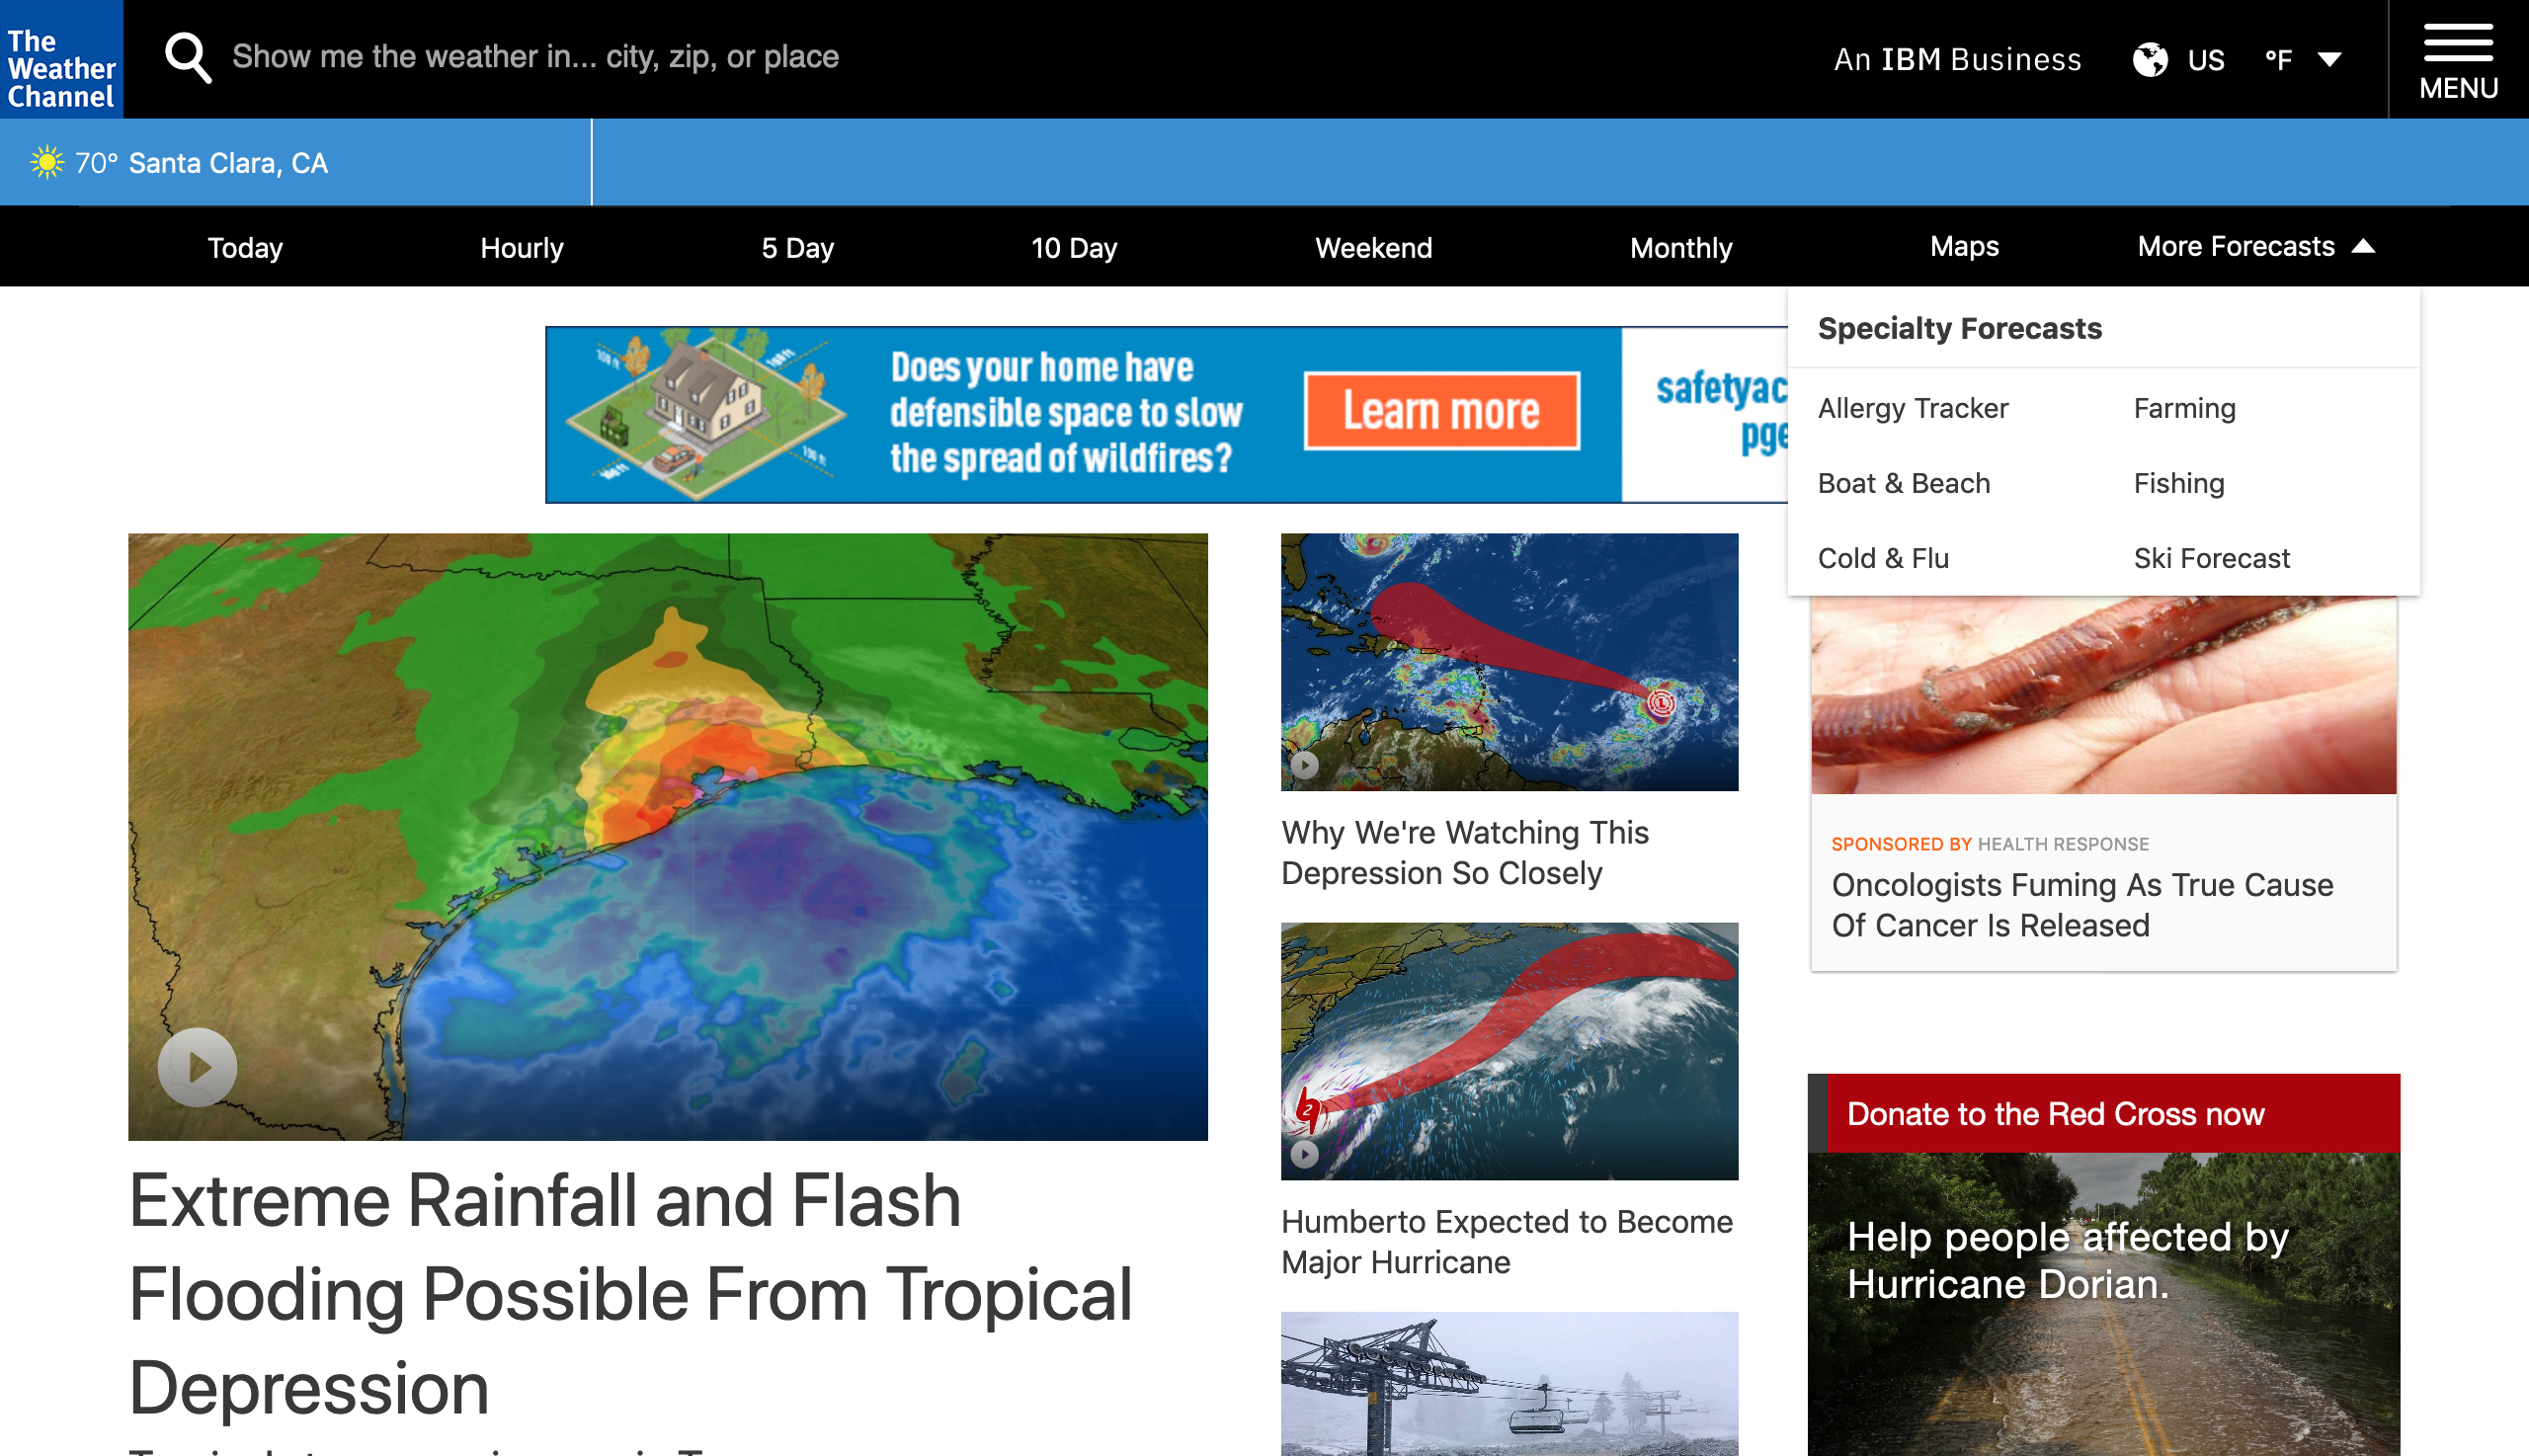 The
Weather
Channel
Show me the weather in... city, zip, or place
An IBM Business
US
°F
MENU
70° Santa Clara, CA
Today
Hourly
5 Day
10 Day
Weekend
Monthly
Maps
More Forecasts
Specialty Forecasts
Allergy Tracker
Farming
Boat & Beach
Fishing
Cold & Flu
Ski Forecast
100 ft
Does your home have
defensible space to slow
the spread of wildfires?
Learn more
safetyac
pge
L
Why We're Watching This
Depression So Closely
2
Humberto Expected to Become
Major Hurricane
Extreme Rainfall and Flash
Flooding Possible From Tropical
Depression
SPONSORED BY HEALTH RESPONSE
Oncologists Fuming As True Cause
Of Cancer Is Released
Donate to the Red Cross now
Help people affected by
Hurricane Dorian.